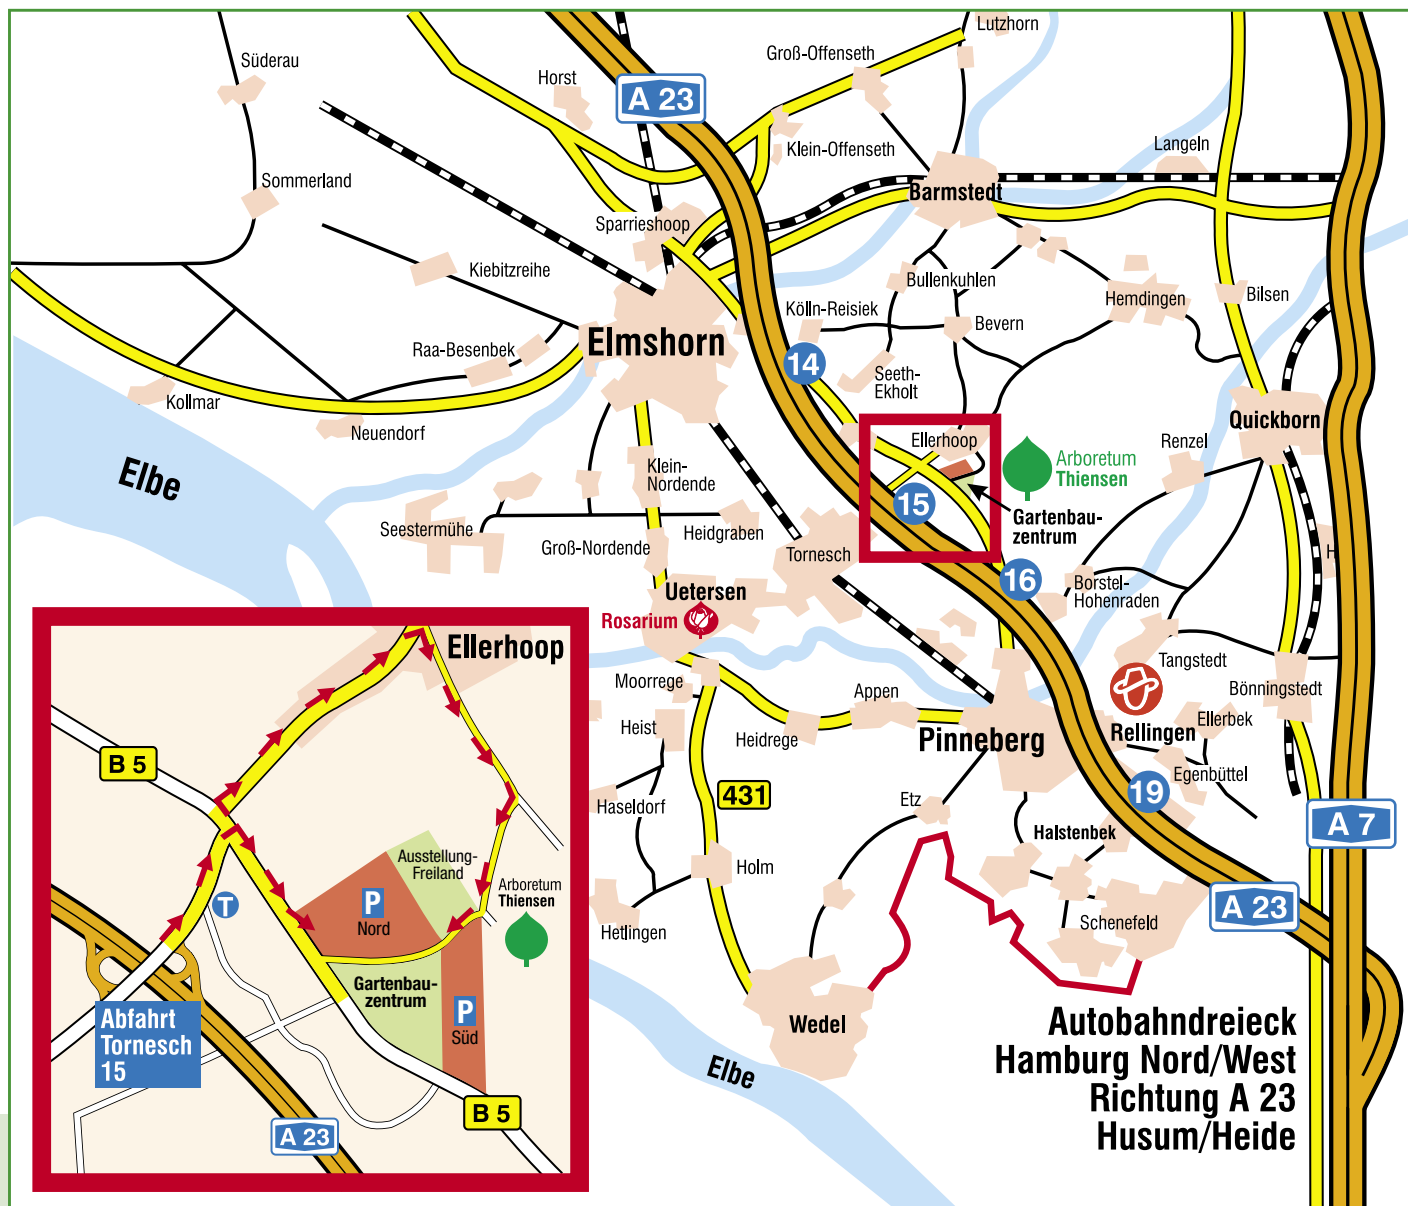 Lutzhorn
Groß-Offenseth
Süderau
Horst
A 23
Klein-Offenseth
Langeln
Sommerland
Barmstedt
Sparrieshoop
Kiebitzreihe
Bullenkuhlen
Bilsen
Hemdingen
Kölln-Reisiek
Bevern
Elmshorn
Raa-Besenbek
14
Seeth-
Ekholt
Kollmar
Neuendorf
Quickborn
Ellerhoop
Renzel
Arboretum
Thiensen
Elbe
Klein-
Nordende
15
Gartenbau-
zentrum
Seestermühe
Heidgraben
Groß-Nordende
Tornesch
H
16
Borstel-
Hohenraden
Uetersen
Rosarium
Tangstedt
Moorrege
Bönningstedt
Appen
Ellerbek
Heist
Heidrege
Pinneberg
Rellingen
Egenbüttel
431
19
Etz
Haseldorf
A 7
Halstenbek
Holm
A 23
Hetlingen
Schenefeld
Wedel
Elbe
Autobahndreieck
Hamburg Nord/West
Richtung A 23
Husum/Heide
Ellerhoop
B 5
Ausstellung-
Freiland
Arboretum
Thiensen
P
Nord
T
Gartenbau-
zentrum
P
Süd
Abfahrt
Tornesch
15
B 5
A 23